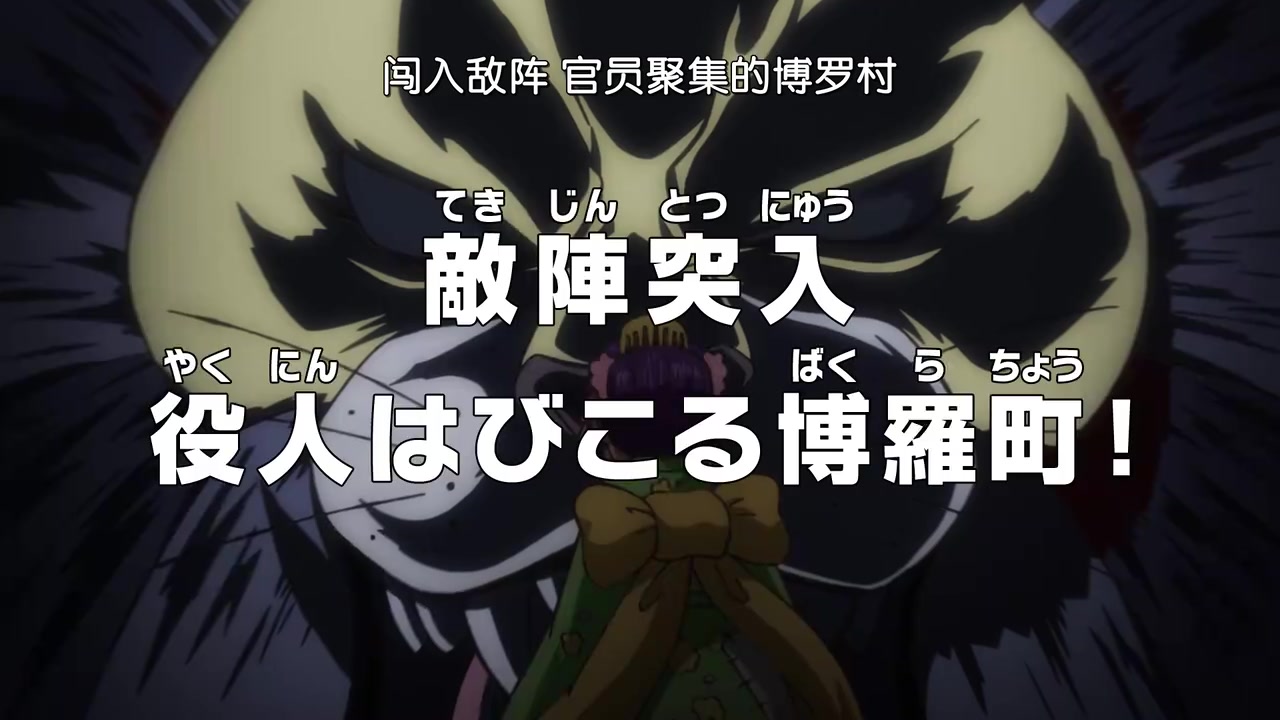 闯入敌阵 官员聚集的博罗村
てき じん とつ にゅう
敵陣突入
やく にん ばく ら ちょう
役人はびこる博羅町！